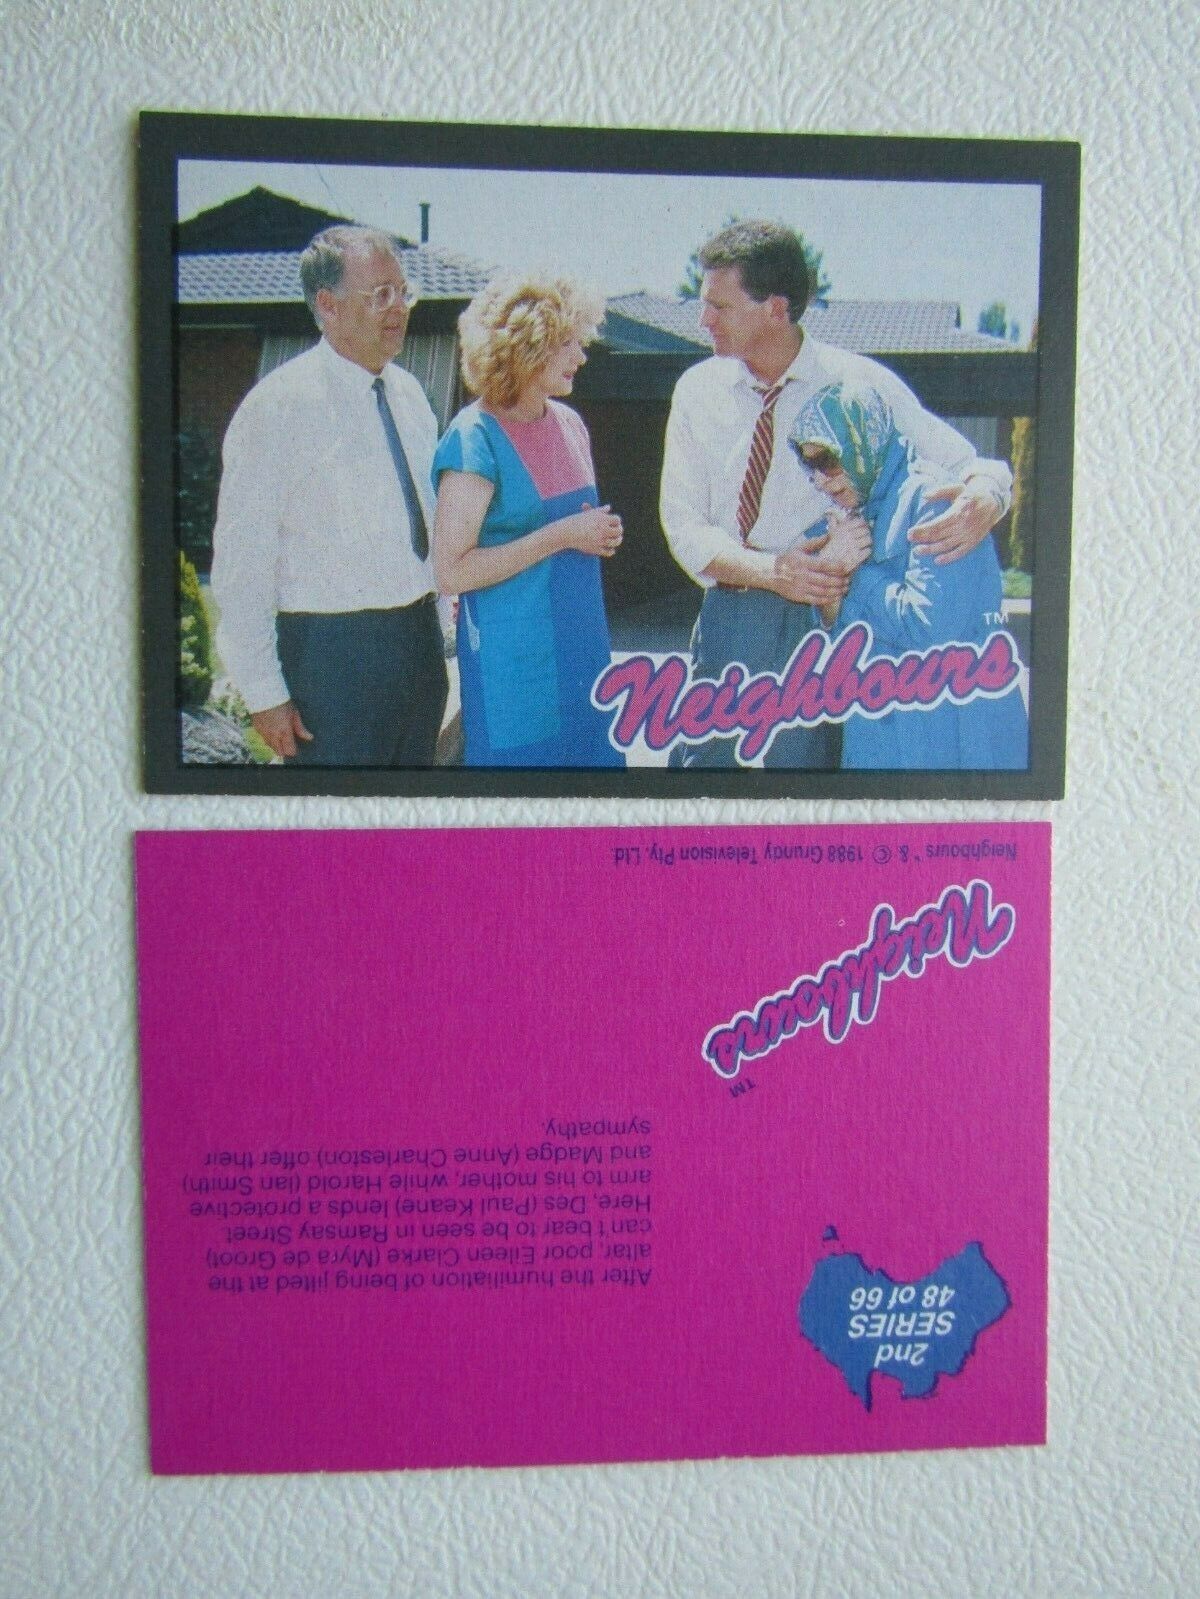 Neighbours TM
2nd
SERIES
48 of 66
After the humiliation of being jilted at the
altar, poor Eileen Clarke (Myra de Groot)
can't bear to be seen in Ramsay Street.
Here, Des (Paul Keane) lends a protective
arm to his mother, while Harold (Ian Smith)
and Madge (Anne Charleston) offer their
sympathy.
Neighbours TM
Neighbours ™ & © 1988 Grundy Television Pty. Ltd.